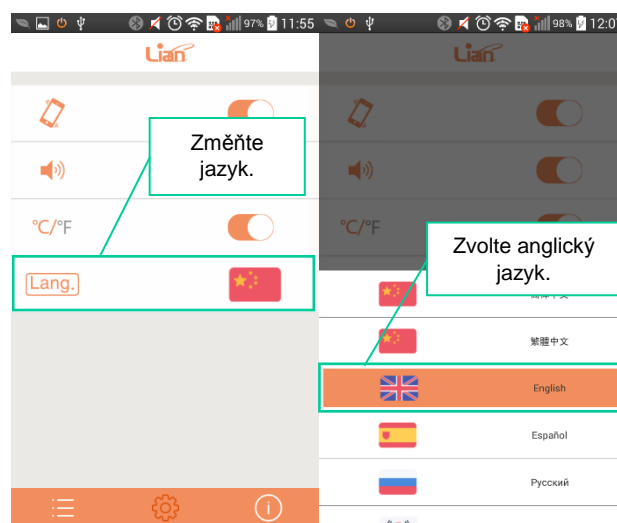 97% 11:55
Lian
Změňte
jazyk.
°C/°F
Lang.
98% 12:07
Lian
°C/°F
Zvolte anglický
jazyk.
繁體中文
English
Español
Русский